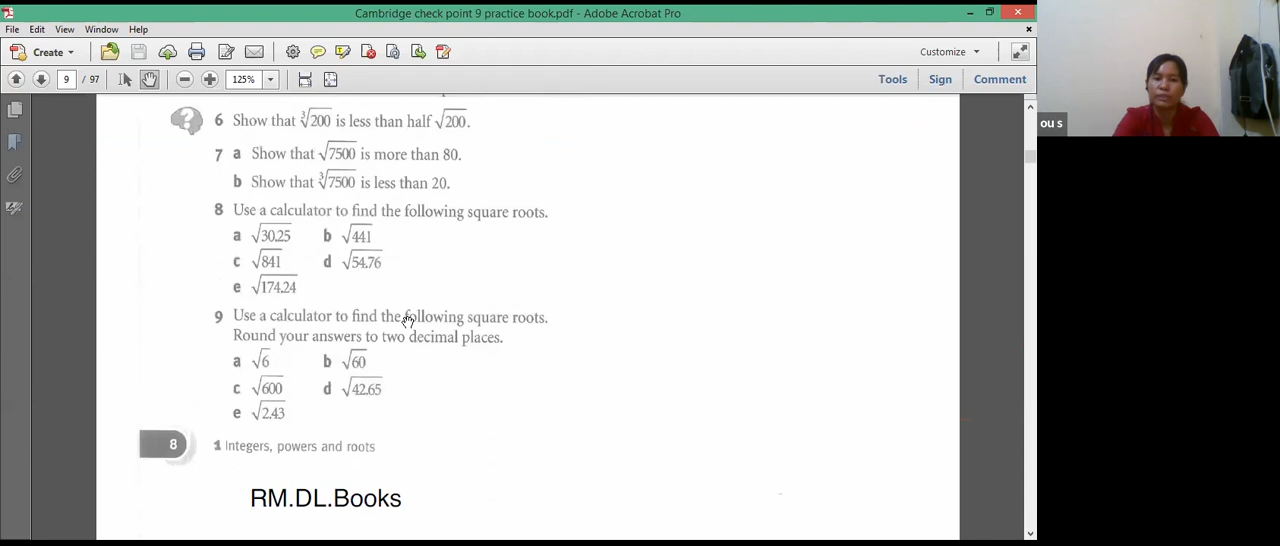 Cambridge check point 9 practice book.pdf - Adobe Acrobat Pro
File Edit View Window Help
Create Customize
9 / 97 125% Tools Sign Comment
6 Show that ∛200 is less than half √200.
7 a Show that √7500 is more than 80.
b Show that ∛7500 is less than 20.
8 Use a calculator to find the following square roots.
a √30.25 b √441
c √841 d √54.76
e √174.24
9 Use a calculator to find the following square roots.
Round your answers to two decimal places.
a √6 b √60
c √600 d √42.65
e √2.43
8 1 Integers, powers and roots
RM.DL.Books
ou s